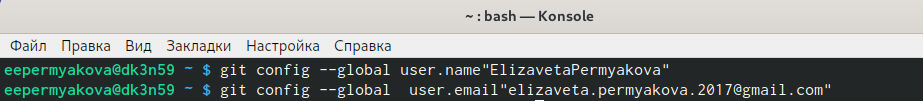 ~ : bash — Konsole
Файл Правка Вид Закладки Настройка Справка
eepermyakova@dk3n59 ~ $ git config --global user.name"ElizavetaPermyakova"
eepermyakova@dk3n59 ~ $ git config --global  user.email"elizaveta.permyakova.2017@gmail.com"